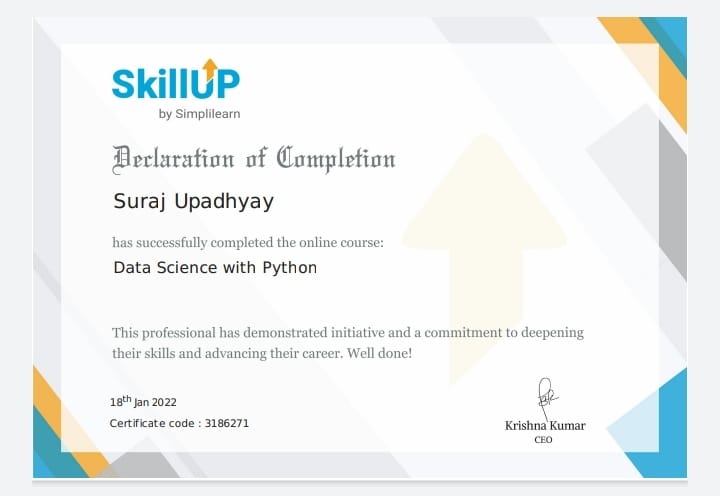 SkillUP
by Simplilearn
Declaration of Completion
Suraj Upadhyay
has successfully completed the online course:
Data Science with Python
This professional has demonstrated initiative and a commitment to deepening
their skills and advancing their career. Well done!
18th Jan 2022
Certificate code : 3186271
Krishna Kumar
CEO